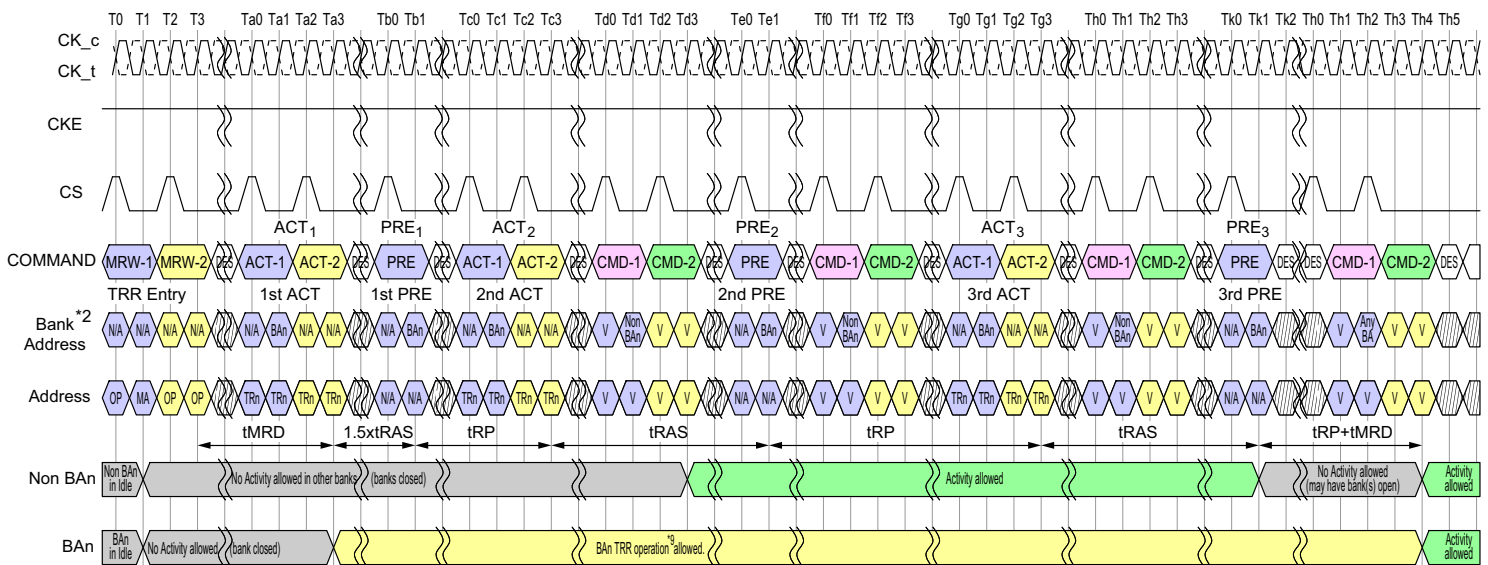 T0 T1 T2 T3 Ta0 Ta1 Ta2 Ta3 Tb0 Tb1 Tc0 Tc1 Tc2 Tc3 Td0 Td1 Td2 Td3 Te0 Te1 Tf0 Tf1 Tf2 Tf3 Tg0 Tg1 Tg2 Tg3 Th0 Th1 Th2 Th3 Tk0 Tk1 Tk2 Th0 Th1 Th2 Th3 Th4 Th5
CK_c
CK_t
CKE
CS
ACT1 PRE1 ACT2 PRE2 ACT3 PRE3
COMMAND MRW-1 MRW-2 DES ACT-1 ACT-2 DES PRE DES ACT-1 ACT-2 DES CMD-1 CMD-2 DES PRE DES CMD-1 CMD-2 DES ACT-1 ACT-2 DES CMD-1 CMD-2 DES PRE DES DES CMD-1 CMD-2 DES
TRR Entry 1st ACT 1st PRE 2nd ACT 2nd PRE 3rd ACT 3rd PRE
Bank*2 Address N/A N/A N/A N/A N/A BAn N/A N/A N/A BAn N/A BAn N/A N/A V Non BAn V V N/A BAn V Non BAn V V N/A BAn N/A N/A V Non BAn V V N/A BAn V Any BA V V
Address OP MA OP OP TRn TRn TRn TRn N/A N/A TRn TRn TRn TRn V V V V N/A N/A V V V V TRn TRn TRn TRn V V V V N/A N/A V V V V
tMRD 1.5xtRAS tRP tRAS tRP tRAS tRP+tMRD
Non BAn Non BAn in Idle No Activity allowed in other banks (banks closed) Activity allowed No Activity allowed (may have bank(s) open) Activity allowed
BAn BAn in Idle No Activity allowed (bank closed) BAn TRR operation*9 allowed. Activity allowed